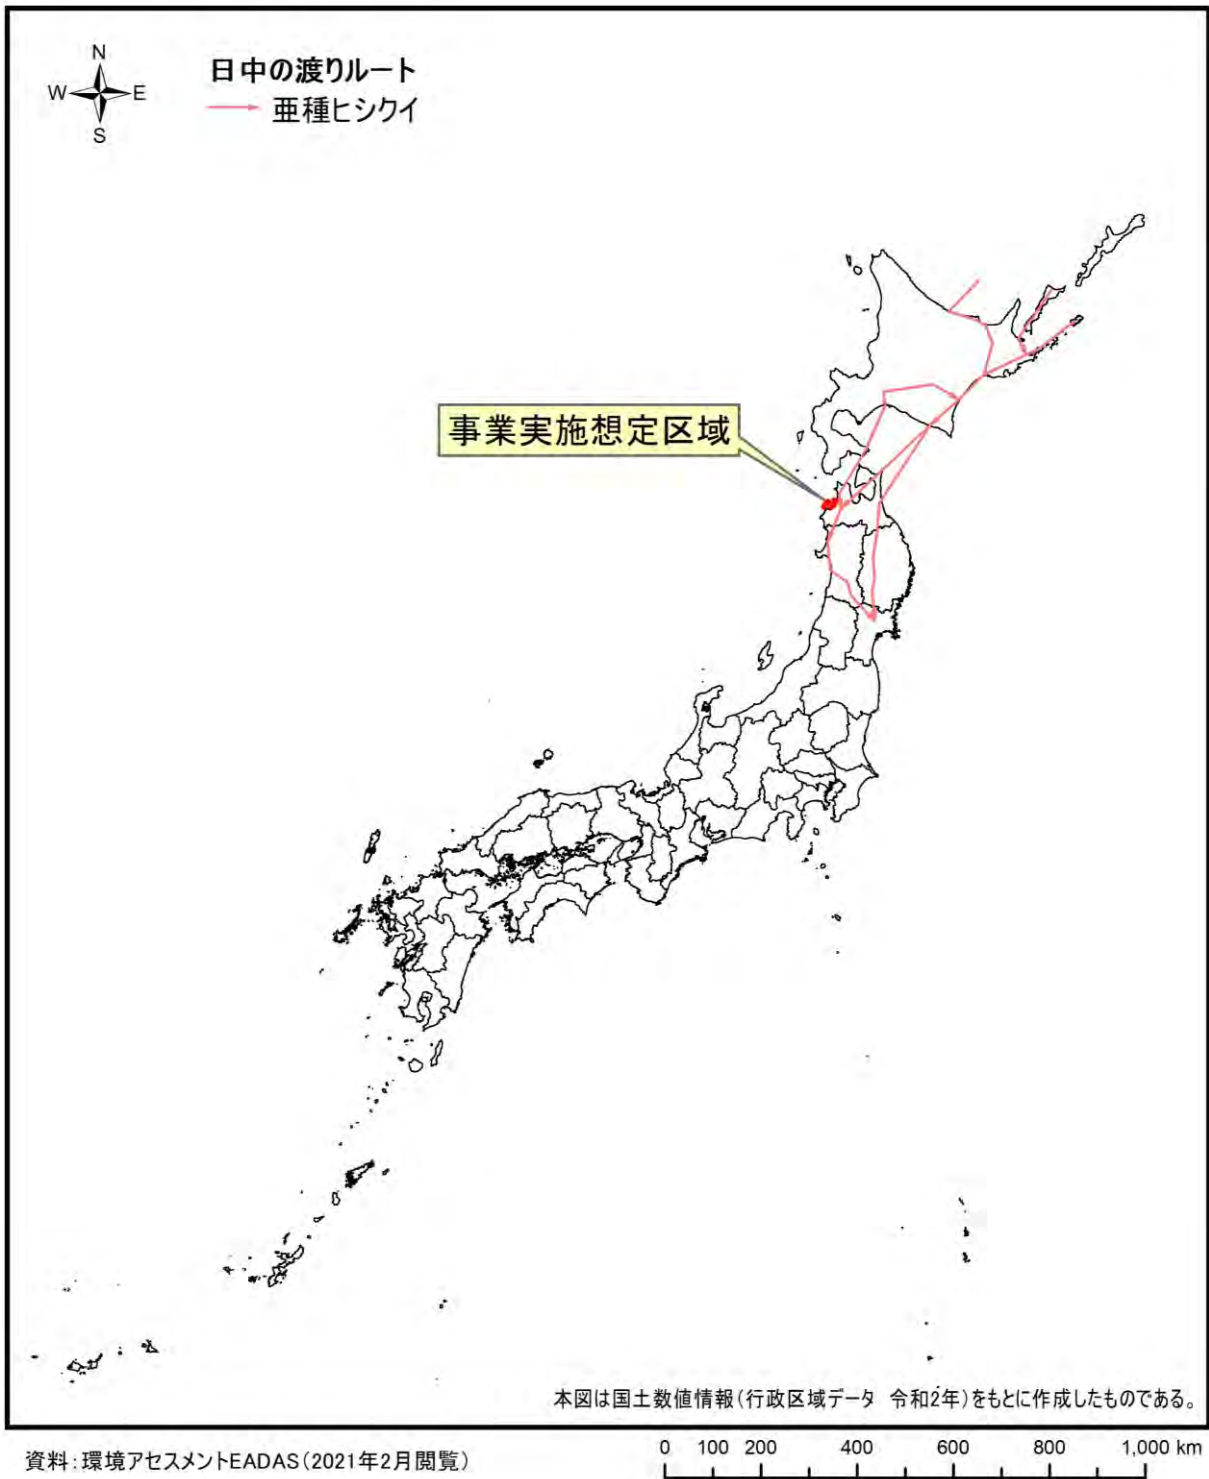 N
W E
S
日中の渡りルート
亜種ヒシクイ
事業実施想定区域
本図は国土数値情報(行政区域データ 令和2年)をもとに作成したものである。
資料:環境アセスメントEADAS(2021年2月閲覧)
0 100 200 400 600 800 1,000 km